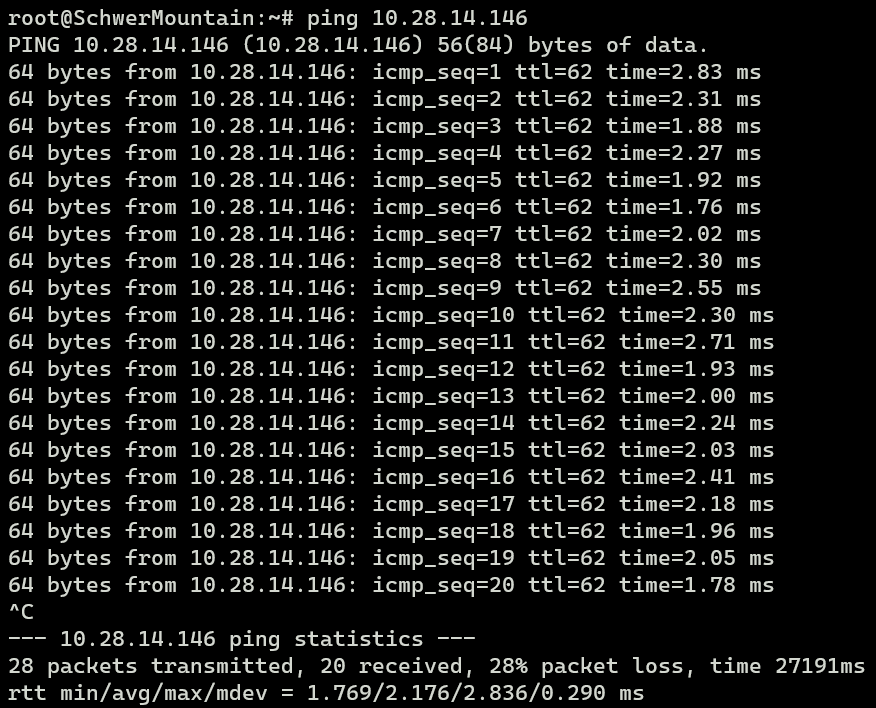 root@SchwerMountain:~# ping 10.28.14.146
PING 10.28.14.146 (10.28.14.146) 56(84) bytes of data.
64 bytes from 10.28.14.146: icmp_seq=1 ttl=62 time=2.83 ms
64 bytes from 10.28.14.146: icmp_seq=2 ttl=62 time=2.31 ms
64 bytes from 10.28.14.146: icmp_seq=3 ttl=62 time=1.88 ms
64 bytes from 10.28.14.146: icmp_seq=4 ttl=62 time=2.27 ms
64 bytes from 10.28.14.146: icmp_seq=5 ttl=62 time=1.92 ms
64 bytes from 10.28.14.146: icmp_seq=6 ttl=62 time=1.76 ms
64 bytes from 10.28.14.146: icmp_seq=7 ttl=62 time=2.02 ms
64 bytes from 10.28.14.146: icmp_seq=8 ttl=62 time=2.30 ms
64 bytes from 10.28.14.146: icmp_seq=9 ttl=62 time=2.55 ms
64 bytes from 10.28.14.146: icmp_seq=10 ttl=62 time=2.30 ms
64 bytes from 10.28.14.146: icmp_seq=11 ttl=62 time=2.71 ms
64 bytes from 10.28.14.146: icmp_seq=12 ttl=62 time=1.93 ms
64 bytes from 10.28.14.146: icmp_seq=13 ttl=62 time=2.00 ms
64 bytes from 10.28.14.146: icmp_seq=14 ttl=62 time=2.24 ms
64 bytes from 10.28.14.146: icmp_seq=15 ttl=62 time=2.03 ms
64 bytes from 10.28.14.146: icmp_seq=16 ttl=62 time=2.41 ms
64 bytes from 10.28.14.146: icmp_seq=17 ttl=62 time=2.18 ms
64 bytes from 10.28.14.146: icmp_seq=18 ttl=62 time=1.96 ms
64 bytes from 10.28.14.146: icmp_seq=19 ttl=62 time=2.05 ms
64 bytes from 10.28.14.146: icmp_seq=20 ttl=62 time=1.78 ms
^C
--- 10.28.14.146 ping statistics ---
28 packets transmitted, 20 received, 28% packet loss, time 27191ms
rtt min/avg/max/mdev = 1.769/2.176/2.836/0.290 ms